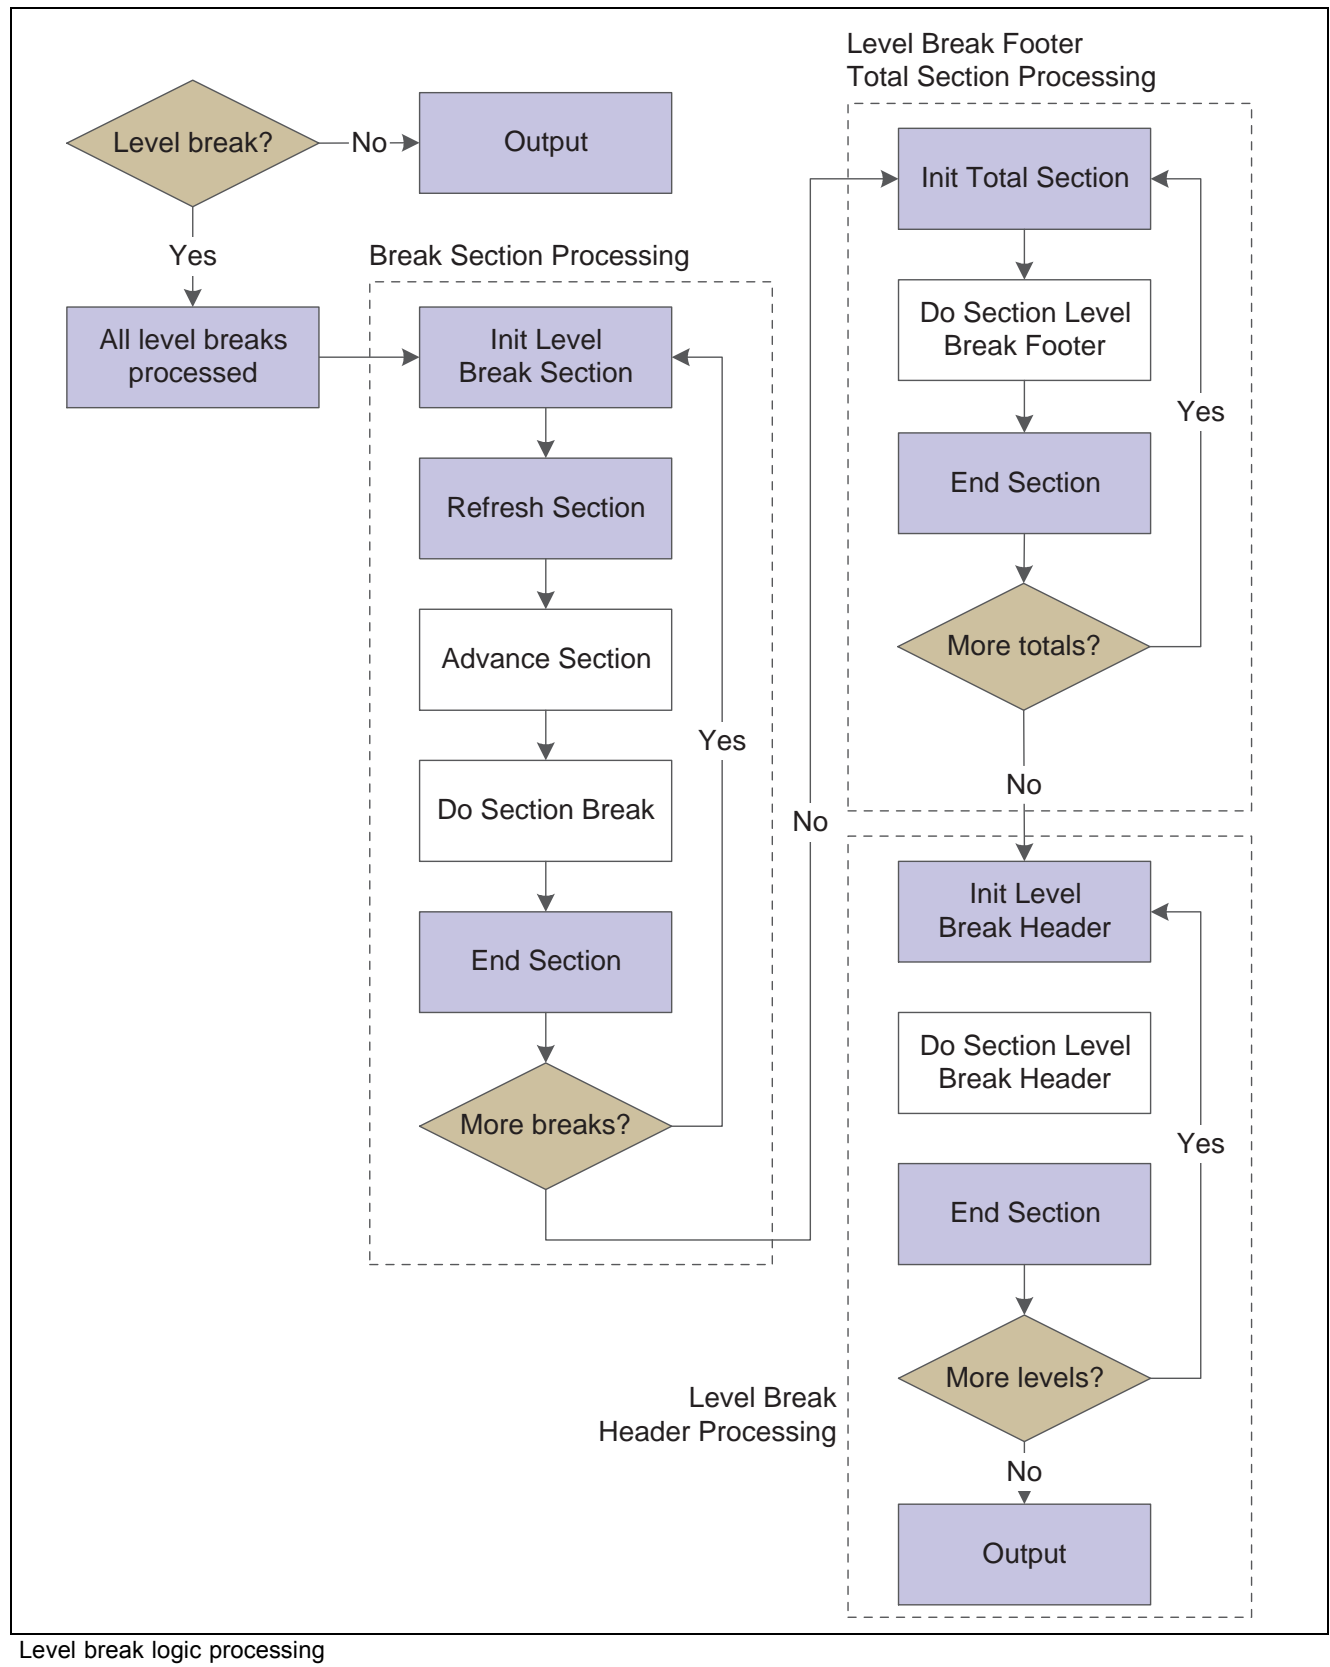 Level break?
No
Output
Yes
All level breaks
processed
Break Section Processing
Init Level
Break Section
Refresh Section
Advance Section
Do Section Break
End Section
More breaks?
Yes
No
Level Break Footer
Total Section Processing
Init Total Section
Do Section Level
Break Footer
End Section
More totals?
Yes
No
Init Level
Break Header
Do Section Level
Break Header
End Section
More levels?
Yes
No
Output
Level Break
Header Processing
Level break logic processing